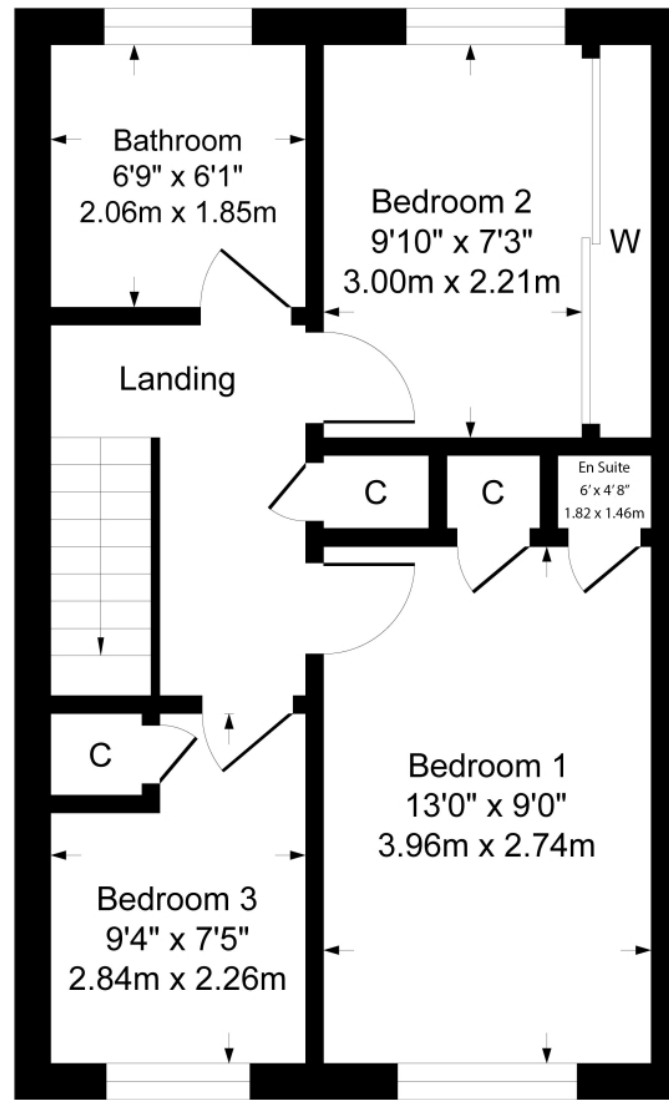 Bathroom
6'9" x 6'1"
2.06m x 1.85m
Bedroom 2
9'10" x 7'3"
3.00m x 2.21m
W
Landing
C
C
En Suite
6' x 4' 8"
1.82 x 1.46m
C
Bedroom 1
13'0" x 9'0"
3.96m x 2.74m
Bedroom 3
9'4" x 7'5"
2.84m x 2.26m